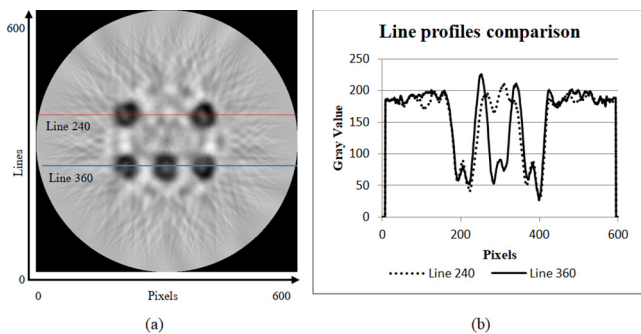 600
Line 240
Line 360
Lines
0
0
Pixels
600
(a)
Line profiles comparison
250
200
150
100
50
0
Gray Value
0
200
400
600
Pixels
Line 240
Line 360
(b)